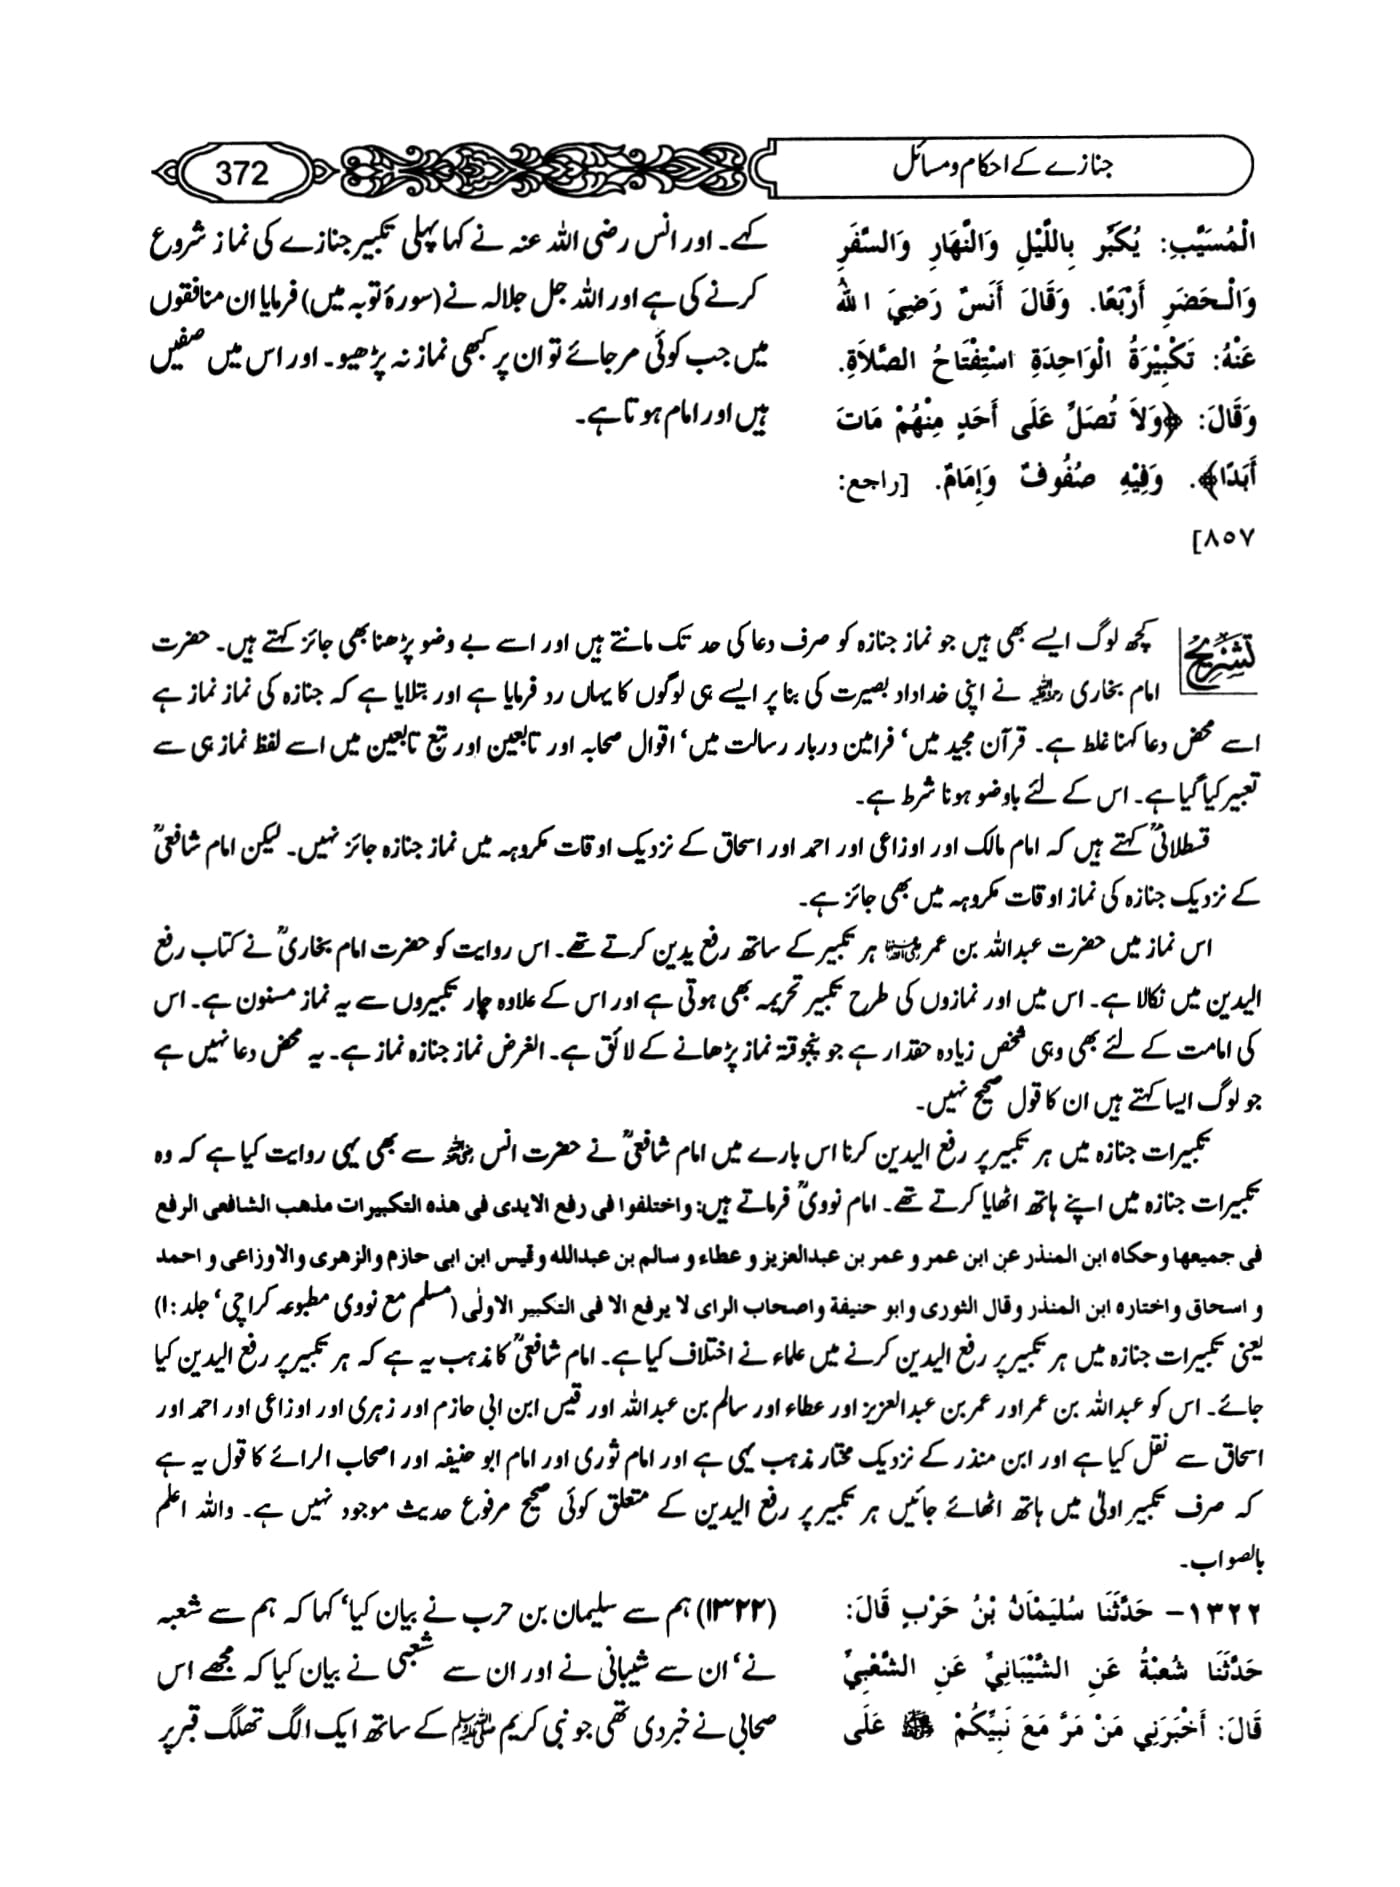 جنازے کے احکام و مسائل
372
الْمُسَيَّبِ: يُكَبِّر بِاللَّيْلِ وَالنَّهَارِ وَالسَّفَرِ
وَالْحَضَرِ أَرْبَعًا. وَقَالَ أَنَسٌ رَضِيَ اللهُ
عَنْهُ: تَكْبِيْرَةُ الْوَاحِدَةِ اسْتِفْتَاحُ الصَّلاَةِ.
وَقَالَ: ﴿وَلاَ تُصَلِّ عَلَى أَحَدٍ مِنْهُمْ مَاتَ
أَبَدًا﴾. وَفِيْهِ صُفُوفٌ وَإِمَامٌ. [راجع:
٨٥٧]
کہے۔ اور انس رضی اللہ عنہ نے کہا پہلی تکبیر جنازے کی نماز شروع
کرنے کی ہے اور اللہ جل جلالہ نے (سورۂ توبہ میں) فرمایا ان منافقوں
میں جب کوئی مر جائے تو ان پر کبھی نماز نہ پڑھیو۔ اور اس میں صفیں
ہیں اور امام ہوتا ہے۔
تشریح
کچھ لوگ ایسے بھی ہیں جو نماز جنازہ کو صرف دعا کی حد تک مانتے ہیں اور اسے بے وضو پڑھنا بھی جائز کہتے ہیں۔ حضرت
امام بخاری رحمۃ اللہ علیہ نے اپنی خداداد بصیرت کی بنا پر ایسے ہی لوگوں کا یہاں رد فرمایا ہے اور بتلایا ہے کہ جنازہ کی نماز نماز ہے
اسے محض دعا کہنا غلط ہے۔ قرآن مجید میں‘ فرامین دربار رسالت میں‘ اقوال صحابہ اور تابعین اور تبع تابعین میں اسے لفظ نماز ہی سے
تعبیر کیا گیا ہے۔ اس کے لئے باوضو ہونا شرط ہے۔
قسطلانیؒ کہتے ہیں کہ امام مالک اور اوزاعی اور احمد اور اسحاق کے نزدیک اوقات مکروہہ میں نماز جنازہ جائز نہیں۔ لیکن امام شافعیؒ
کے نزدیک جنازہ کی نماز اوقات مکروہہ میں بھی جائز ہے۔
اس نماز میں حضرت عبداللہ بن عمر رضی اللہ عنہما ہر تکبیر کے ساتھ رفع یدین کرتے تھے۔ اس روایت کو حضرت امام بخاریؒ نے کتاب رفع
الیدین میں نکالا ہے۔ اس میں اور نمازوں کی طرح تکبیر تحریمہ بھی ہوتی ہے اور اس کے علاوہ چار تکبیروں سے یہ نماز مسنون ہے۔ اس
کی امامت کے لئے بھی وہی شخص زیادہ حقدار ہے جو پنجوقتہ نماز پڑھانے کے لائق ہے۔ الغرض نماز جنازہ نماز ہے۔ یہ محض دعا نہیں ہے
جو لوگ ایسا کہتے ہیں ان کا قول صحیح نہیں۔
تکبیرات جنازہ میں ہر تکبیر پر رفع الیدین کرنا اس بارے میں امام شافعیؒ نے حضرت انس رضی اللہ عنہ سے بھی یہی روایت کیا ہے کہ وہ
تکبیرات جنازہ میں اپنے ہاتھ اٹھایا کرتے تھے۔ امام نوویؒ فرماتے ہیں: واختلفوا فی رفع الایدی فی هذه التکبیرات مذهب الشافعی الرفع
فی جمیعها وحکاه ابن المنذر عن ابن عمر و عمر بن عبدالعزیز و عطاء و سالم بن عبدالله وقیس ابن ابی حازم والزهری والاوزاعی و احمد
و اسحاق واختاره ابن المنذر وقال الثوری وابو حنیفة واصحاب الرای لا یرفع الا فی التکبیر الاولٰی (مسلم مع نووی مطبوعہ کراچی‘ جلد:۱)
یعنی تکبیرات جنازہ میں ہر تکبیر پر رفع الیدین کرنے میں علماء نے اختلاف کیا ہے۔ امام شافعیؒ کا مذہب یہ ہے کہ ہر تکبیر پر رفع الیدین کیا
جائے۔ اس کو عبداللہ بن عمر اور عمر بن عبدالعزیز اور عطاء اور سالم بن عبداللہ اور قیس ابن ابی حازم اور زہری اور اوزاعی اور احمد اور
اسحاق سے نقل کیا ہے اور ابن منذر کے نزدیک مختار مذہب یہی ہے اور امام ثوری اور امام ابو حنیفہ اور اصحاب الرائے کا قول یہ ہے
کہ صرف تکبیر اولیٰ میں ہاتھ اٹھائے جائیں ہر تکبیر پر رفع الیدین کے متعلق کوئی صحیح مرفوع حدیث موجود نہیں ہے۔ واللہ اعلم
بالصواب۔
١٣٢٢- حَدَّثَنَا سُلَيْمَاَنُ بْنُ حَرْبٍ قَالَ:
حَدَّثَنَا شُعْبَةُ عَنِ الشَّيْبَانِيِّ عَنِ الشَّعْبِيِّ
قَالَ: أَخْبَرَنِي مَنْ مَرَّ مَعَ نَبِيِّكُمْ ﷺ عَلَى
(۱۳۲۲) ہم سے سلیمان بن حرب نے بیان کیا‘ کہا کہ ہم سے شعبہ
نے‘ ان سے شیبانی نے اور ان سے شعبی نے بیان کیا کہ مجھے اس
صحابی نے خبر دی تھی جو نبی کریم ﷺ کے ساتھ ایک الگ تھلگ قبر پر